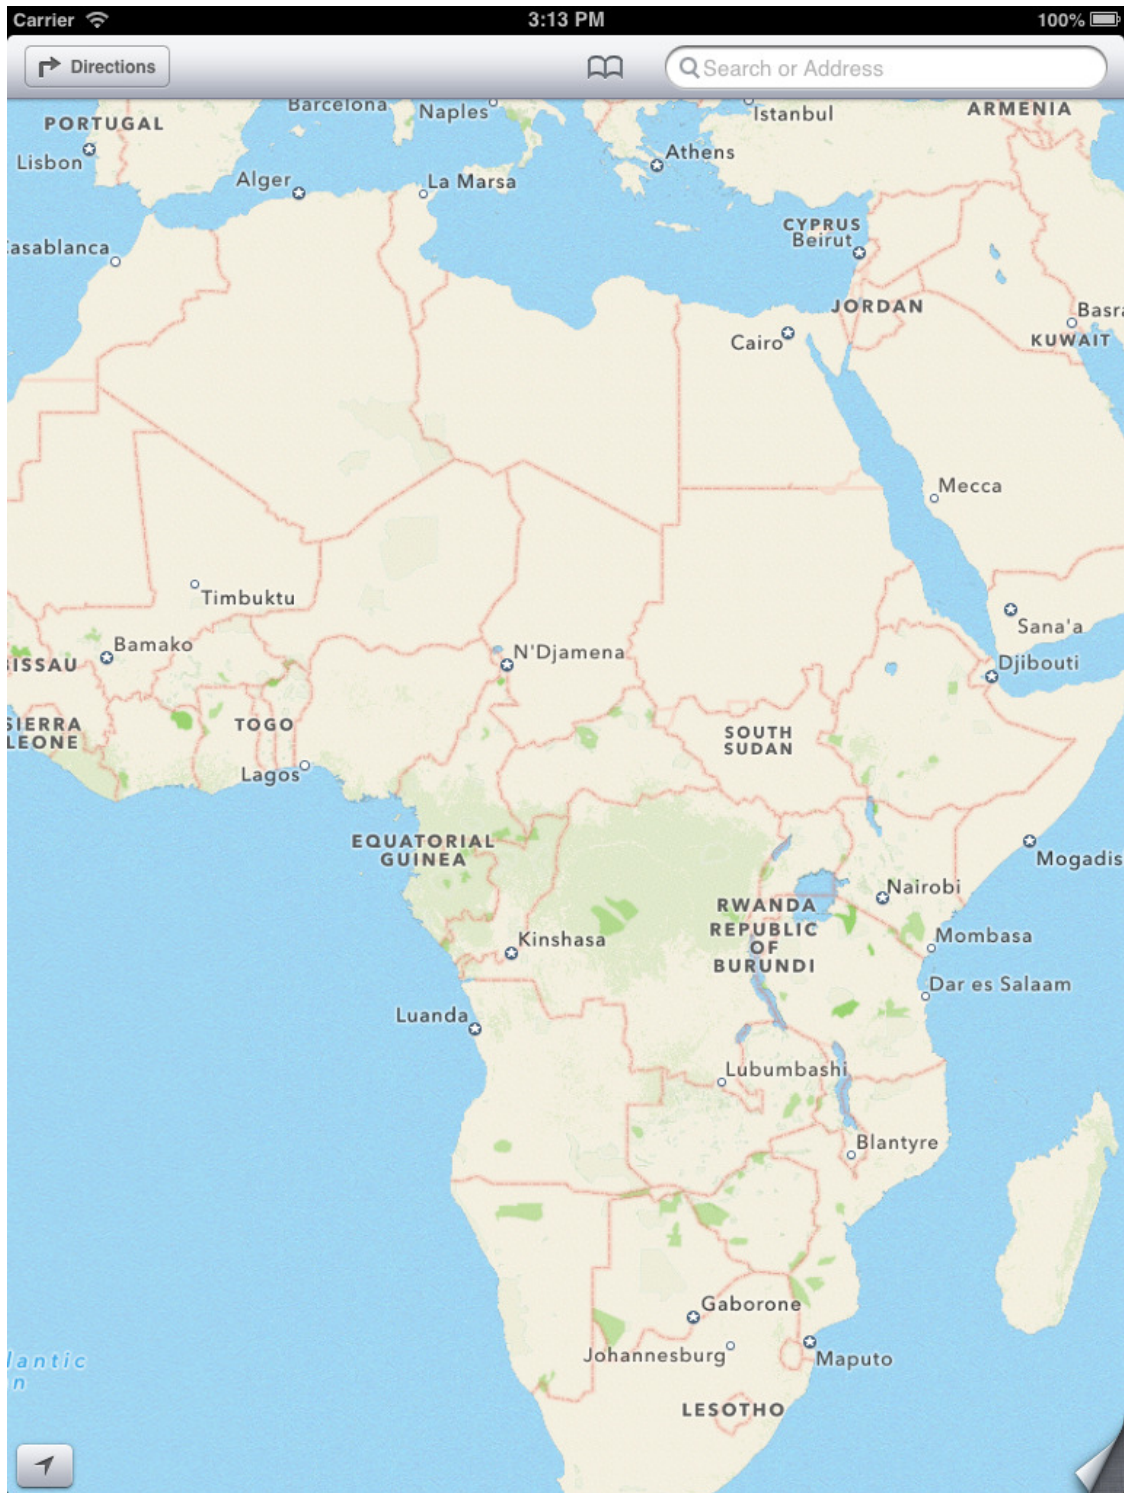 Carrier 3:13 PM 100%
Directions Search or Address
Barcelona Naples Istanbul ARMENIA
PORTUGAL
Lisbon Athens
Alger La Marsa
CYPRUS
Beirut
asablanca
JORDAN Basra
KUWAIT
Cairo
Mecca
Timbuktu
Sana'a
Bamako N'Djamena
BISSAU Djibouti
SIERRA
LEONE
TOGO
SOUTH
SUDAN
Lagos
EQUATORIAL
GUINEA
Mogadis
Nairobi
RWANDA
REPUBLIC
OF
BURUNDI
Kinshasa Mombasa
Dar es Salaam
Luanda
Lubumbashi
Blantyre
Gaborone
Johannesburg Maputo
lantic
n
LESOTHO